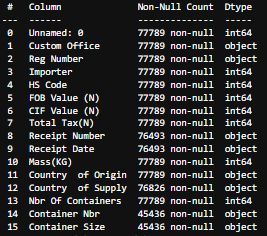 #   Column             Non-Null Count  Dtype
---  ------             --------------  -----
0   Unnamed: 0         77789 non-null  int64
1   Custom Office      77789 non-null  object
2   Reg Number         77789 non-null  object
3   Importer           77789 non-null  int64
4   HS Code            77789 non-null  int64
5   FOB Value (N)      77789 non-null  int64
6   CIF Value (N)      77789 non-null  int64
7   Total Tax(N)       77789 non-null  int64
8   Receipt Number     76493 non-null  object
9   Receipt Date       76493 non-null  object
10  Mass(KG)           77789 non-null  int64
11  Country  of Origin  77789 non-null  object
12  Country  of Supply  76826 non-null  object
13  Nbr Of Containers  77789 non-null  int64
14  Container Nbr      45436 non-null  object
15  Container Size     45436 non-null  object